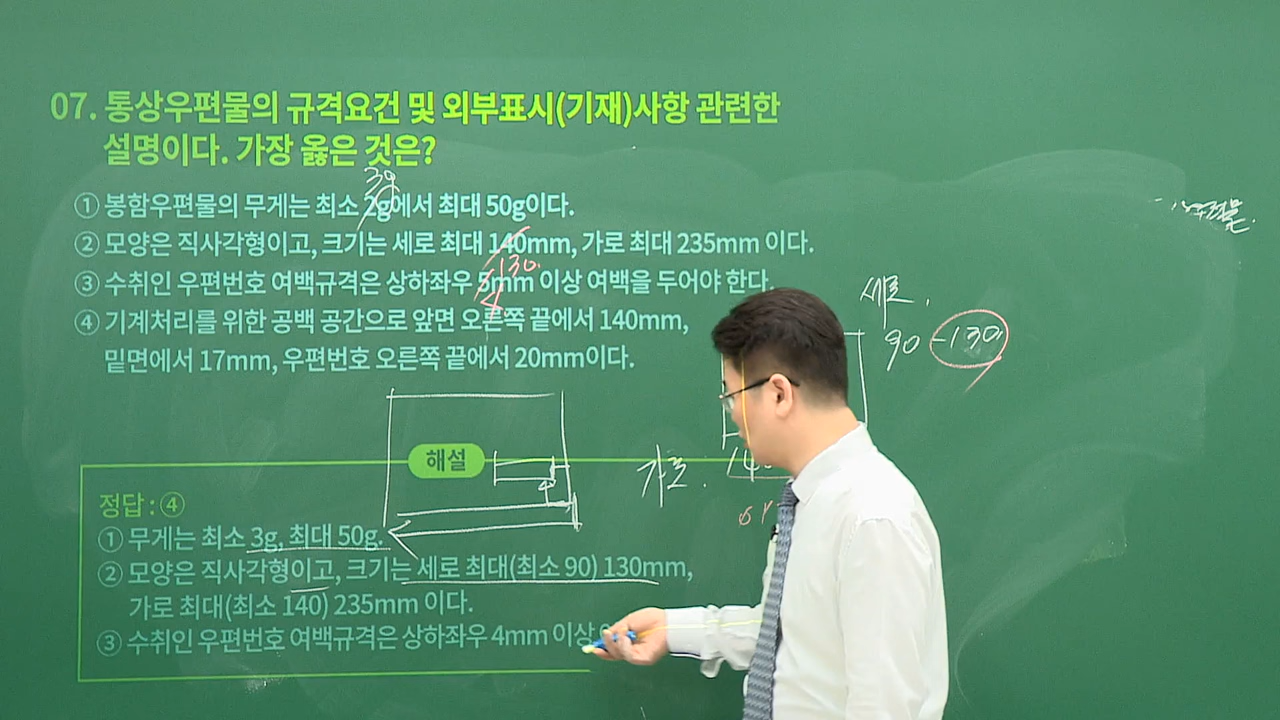 07. 통상우편물의 규격요건 및 외부표시(기재)사항 관련한
설명이다. 가장 옳은 것은?
3g
① 봉함우편물의 무게는 최소 2g에서 최대 50g이다.
② 모양은 직사각형이고, 크기는 세로 최대 140mm, 가로 최대 235mm 이다.
130.
③ 수취인 우편번호 여백규격은 상하좌우 5mm 이상 여백을 두어야 한다.
4.
④ 기계처리를 위한 공백 공간으로 앞면 오른쪽 끝에서 140mm,
밑면에서 17mm, 우편번호 오른쪽 끝에서 20mm이다.
세로.
90 -130
가로.
해설
정답 : ④
① 무게는 최소 3g, 최대 50g.
② 모양은 직사각형이고, 크기는 세로 최대(최소 90) 130mm,
가로 최대(최소 140) 235mm 이다.
③ 수취인 우편번호 여백규격은 상하좌우 4mm 이상